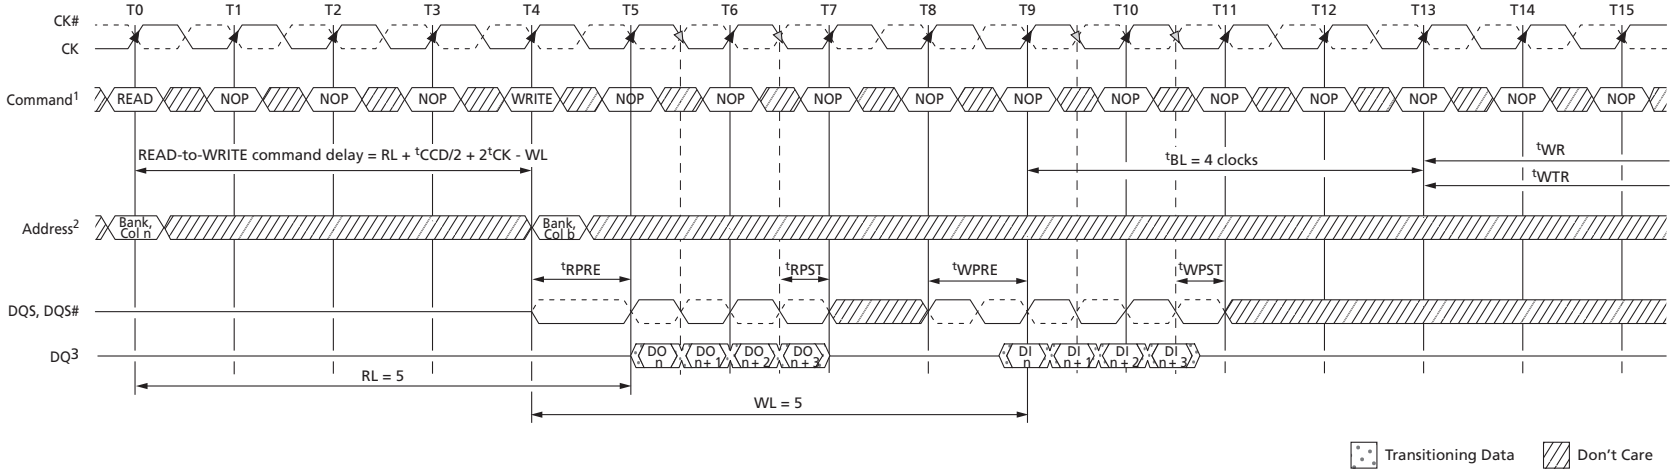 T0 T1 T2 T3 T4 T5 T6 T7 T8 T9 T10 T11 T12 T13 T14 T15
CK#
CK
Command1 READ NOP NOP NOP WRITE NOP NOP NOP NOP NOP NOP NOP NOP NOP NOP NOP
READ-to-WRITE command delay = RL + tCCD/2 + 2tCK - WL
tBL = 4 clocks
tWR
tWTR
Address2 Bank, Col n Bank, Col b
tRPRE tRPST tWPRE tWPST
DQS, DQS#
DQ3 DO n DO n + 1 DO n + 2 DO n + 3 DI n DI n + 1 DI n + 2 DI n + 3
RL = 5
WL = 5
Transitioning Data Don't Care